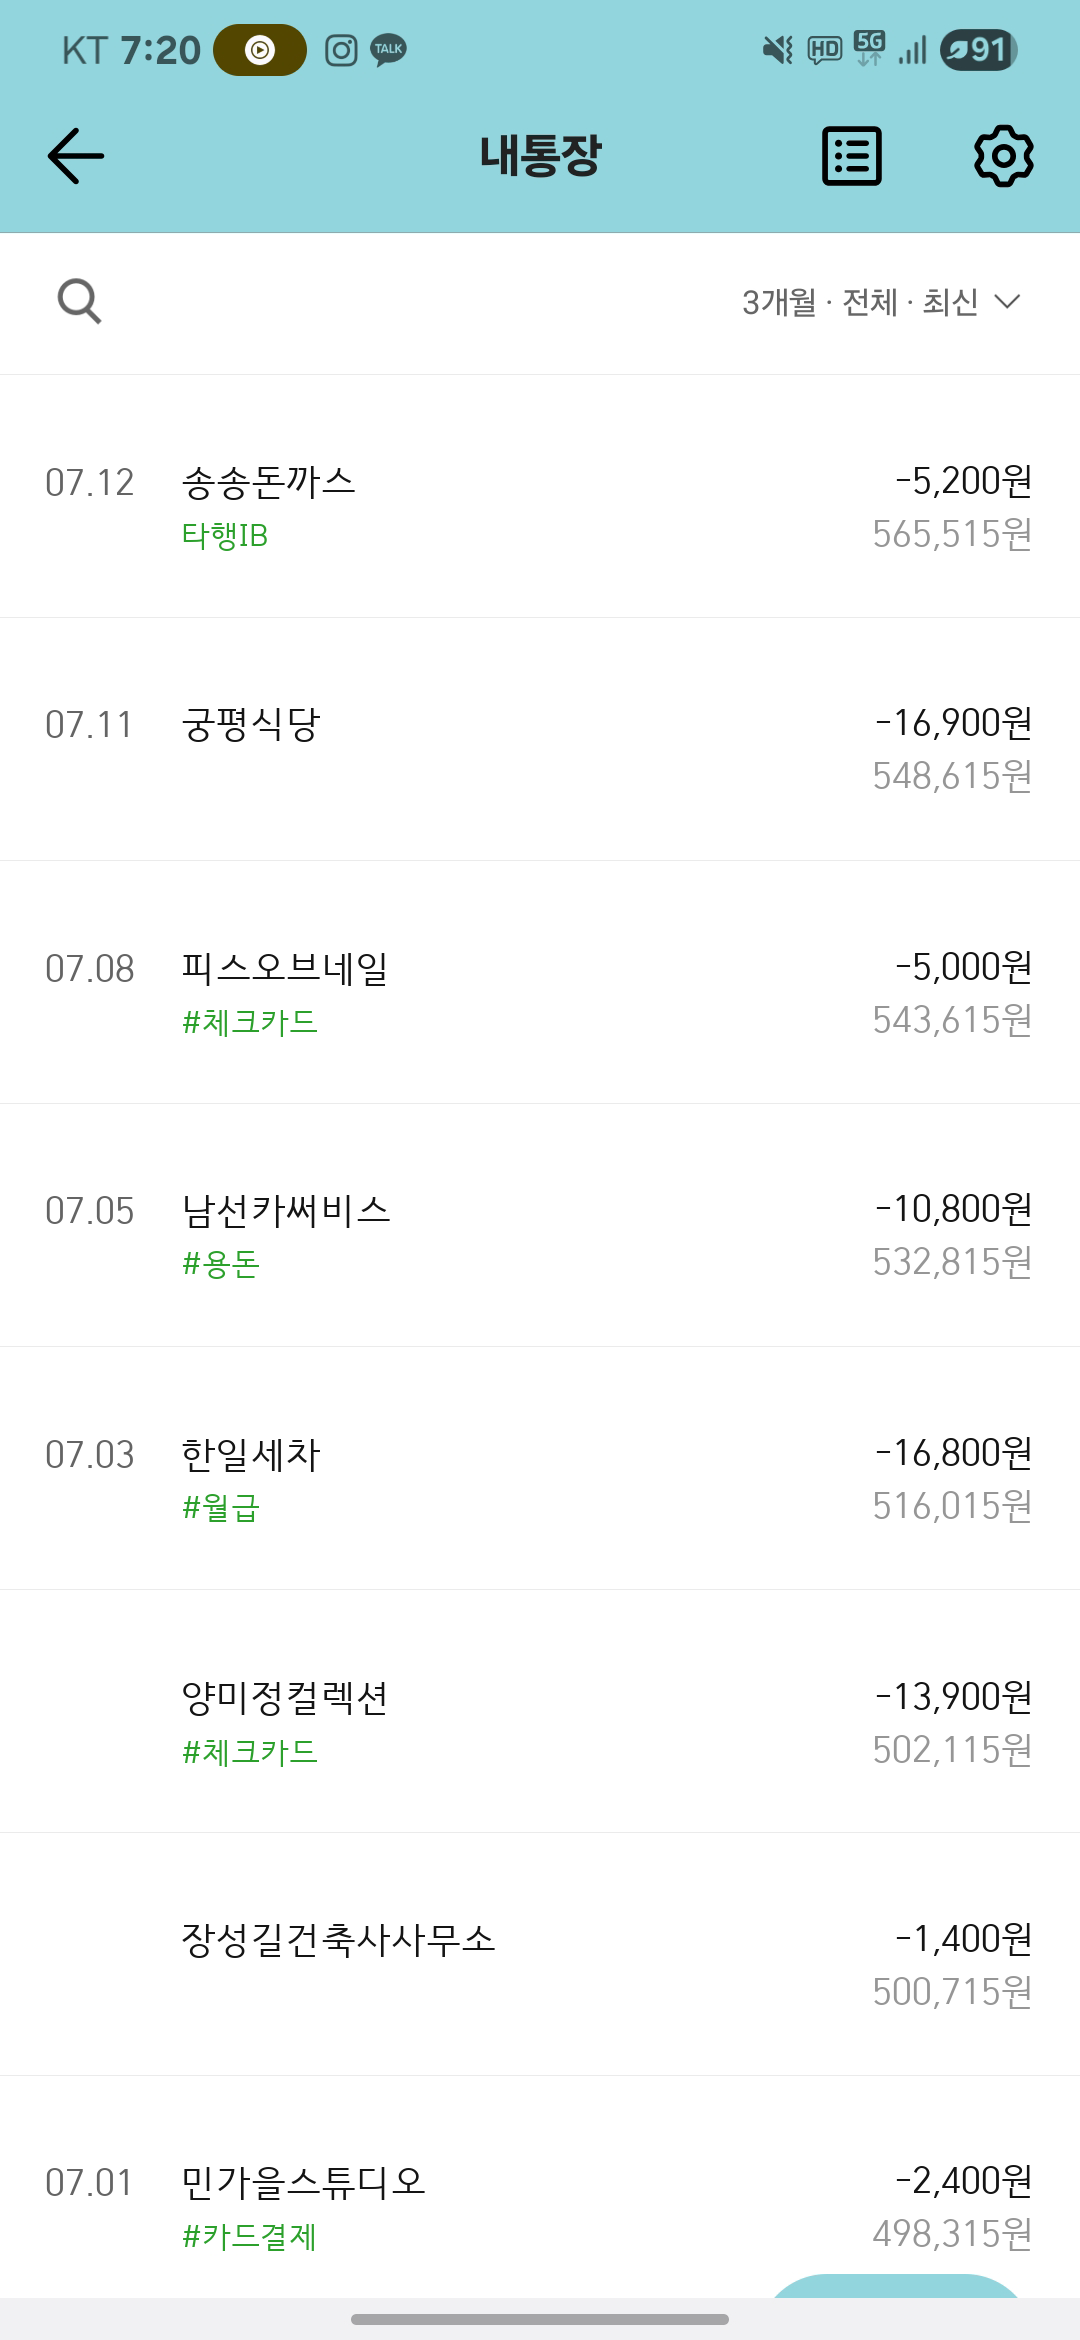 KT 7:20 TALK HD 5G 91
내통장
3개월 · 전체 · 최신
07.12 송송돈까스 -5,200원
타행IB 565,515원
07.11 궁평식당 -16,900원
548,615원
07.08 피스오브네일 -5,000원
#체크카드 543,615원
07.05 남선카써비스 -10,800원
#용돈 532,815원
07.03 한일세차 -16,800원
#월급 516,015원
양미정컬렉션 -13,900원
#체크카드 502,115원
장성길건축사사무소 -1,400원
500,715원
07.01 민가을스튜디오 -2,400원
#카드결제 498,315원